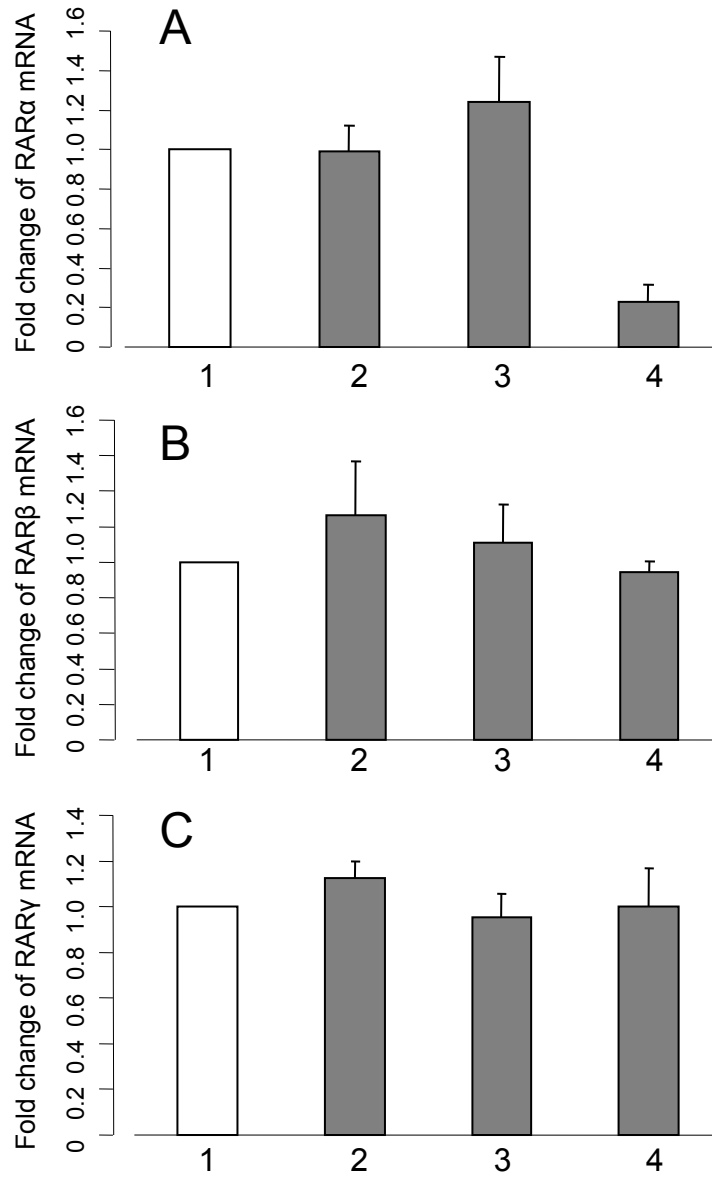 A
Fold change of RARα mRNA
0 0.2 0.4 0.6 0.8 1.0 1.2 1.4 1.6
1 2 3 4
B
Fold change of RARβ mRNA
0 0.2 0.4 0.6 0.8 1.0 1.2 1.4 1.6
1 2 3 4
C
Fold change of RARγ mRNA
0 0.2 0.4 0.6 0.8 1.0 1.2 1.4
1 2 3 4